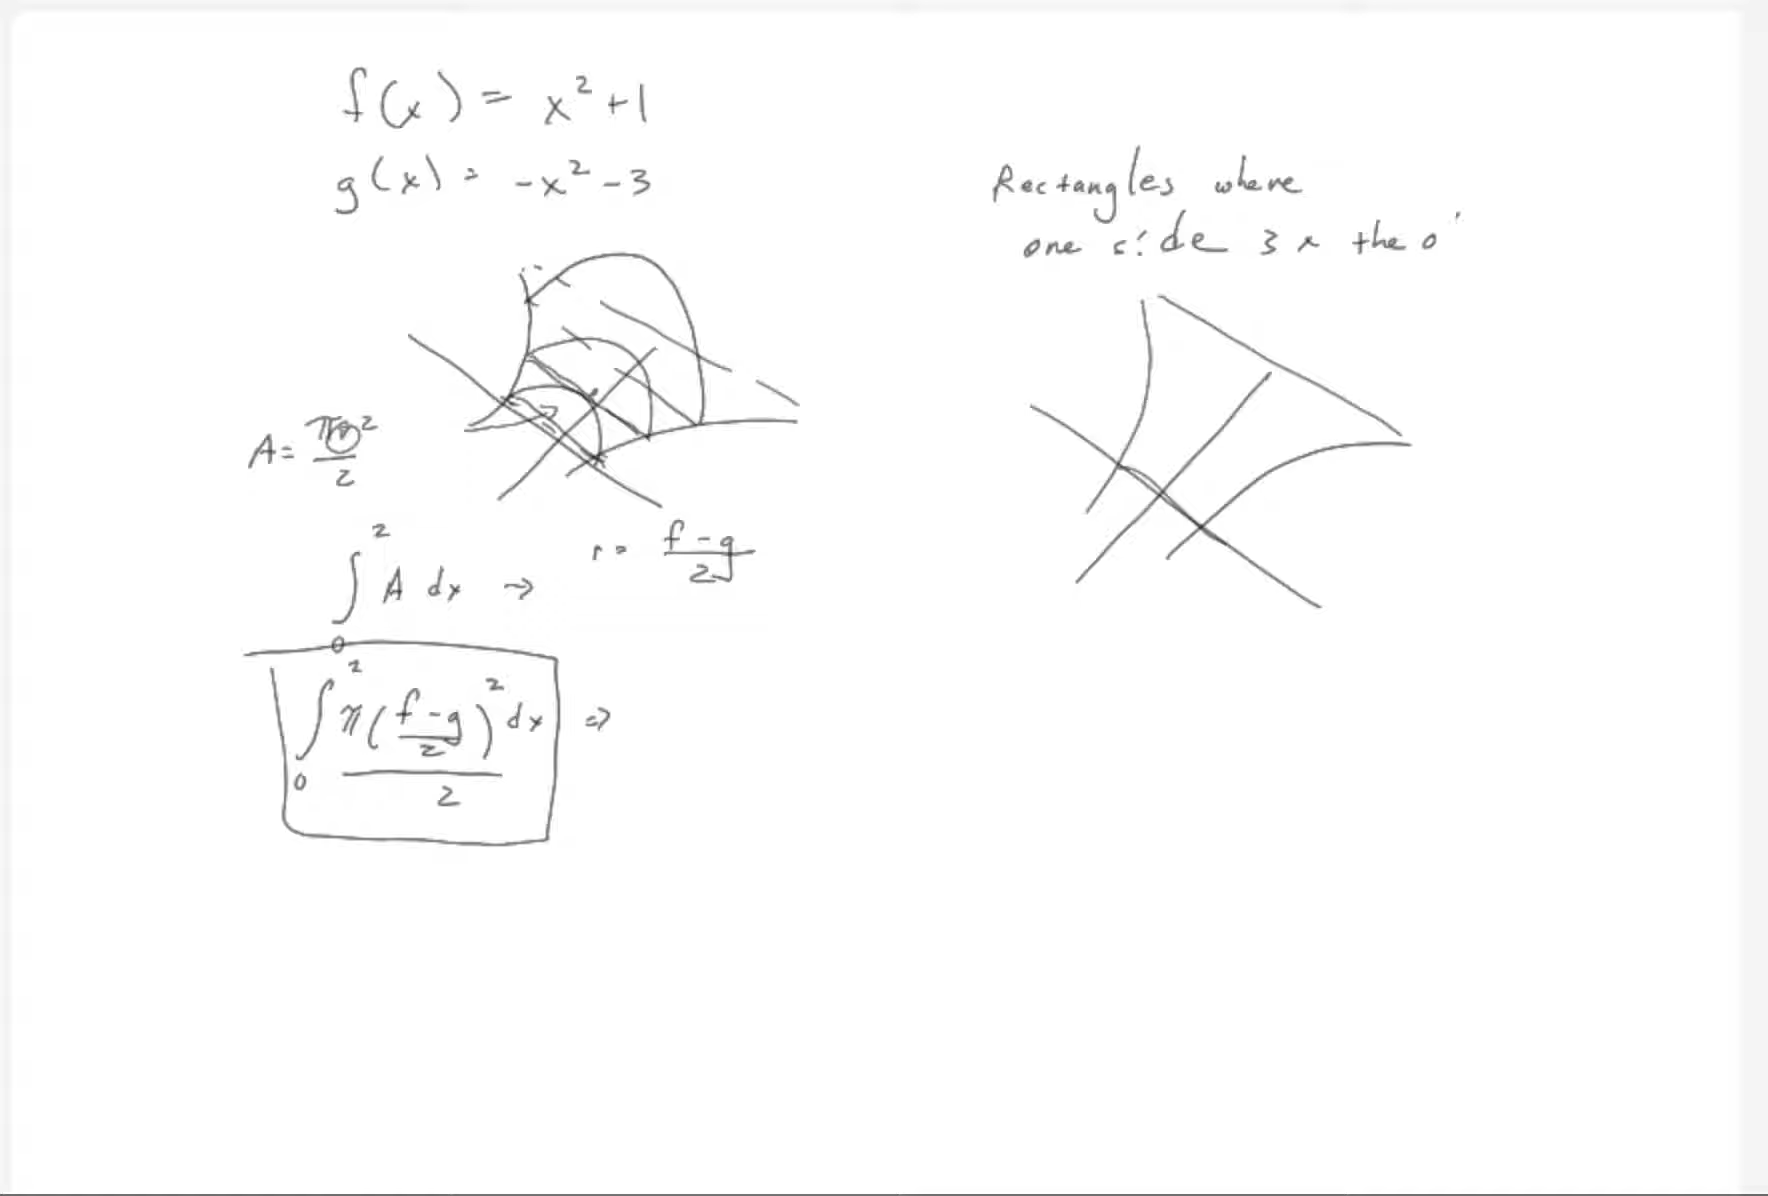 f(x) = x² + 1
g(x) = -x² - 3
A = πr²/2
∫₀² A dx →
r = (f - g)/2
∫₀² π((f - g)/2)²/2 dx ⇒
Rectangles where
one side 3 x the o